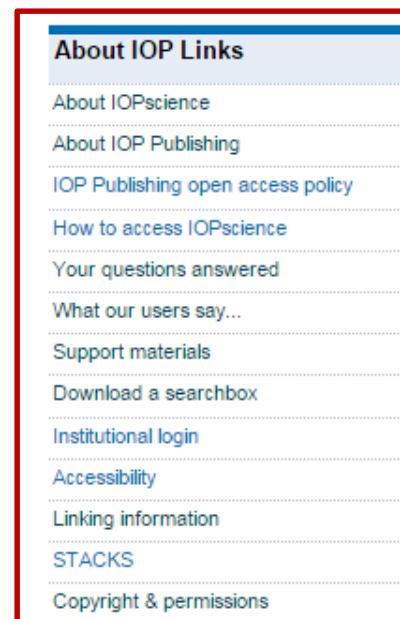 About IOP Links
About IOPscience
About IOP Publishing
IOP Publishing open access policy
How to access IOPscience
Your questions answered
What our users say...
Support materials
Download a searchbox
Institutional login
Accessibility
Linking information
STACKS
Copyright & permissions